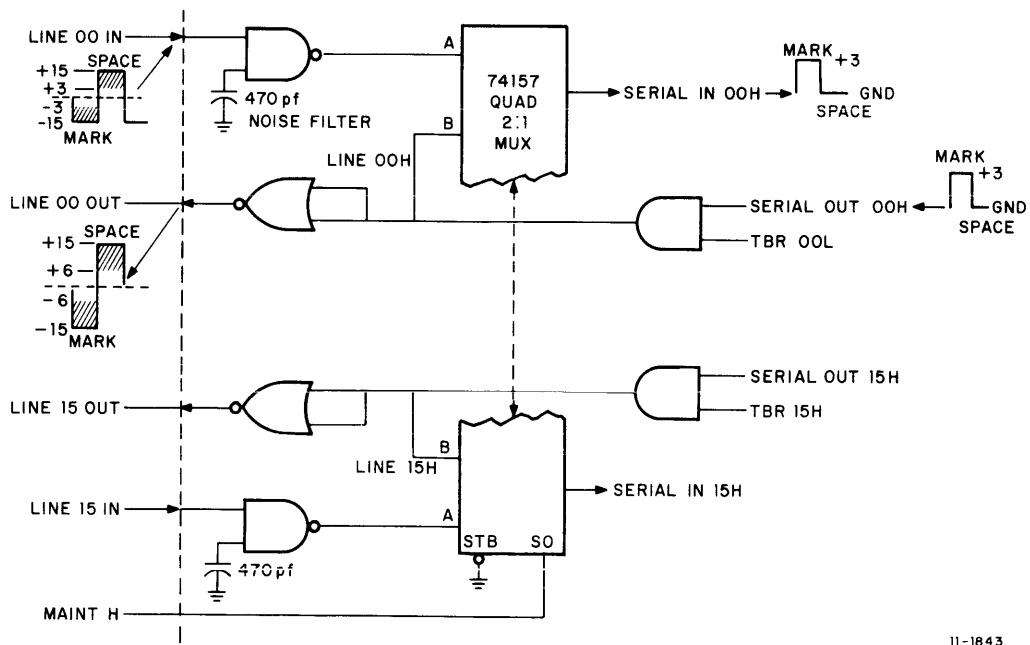 LINE 00 IN
SPACE
+15
+3
-3
-15
MARK
470 pf
NOISE FILTER
A
B
74157
QUAD
2:1
MUX
SERIAL IN 00H
MARK
+3
GND
SPACE
LINE 00H
LINE 00 OUT
SPACE
+15
+6
-6
-15
MARK
SERIAL OUT 00H
TBR 00L
MARK
+3
GND
SPACE
LINE 15 OUT
SERIAL OUT 15H
TBR 15H
LINE 15H
B
A
STB
SO
SERIAL IN 15H
LINE 15 IN
470 pf
MAINT H
11-1843